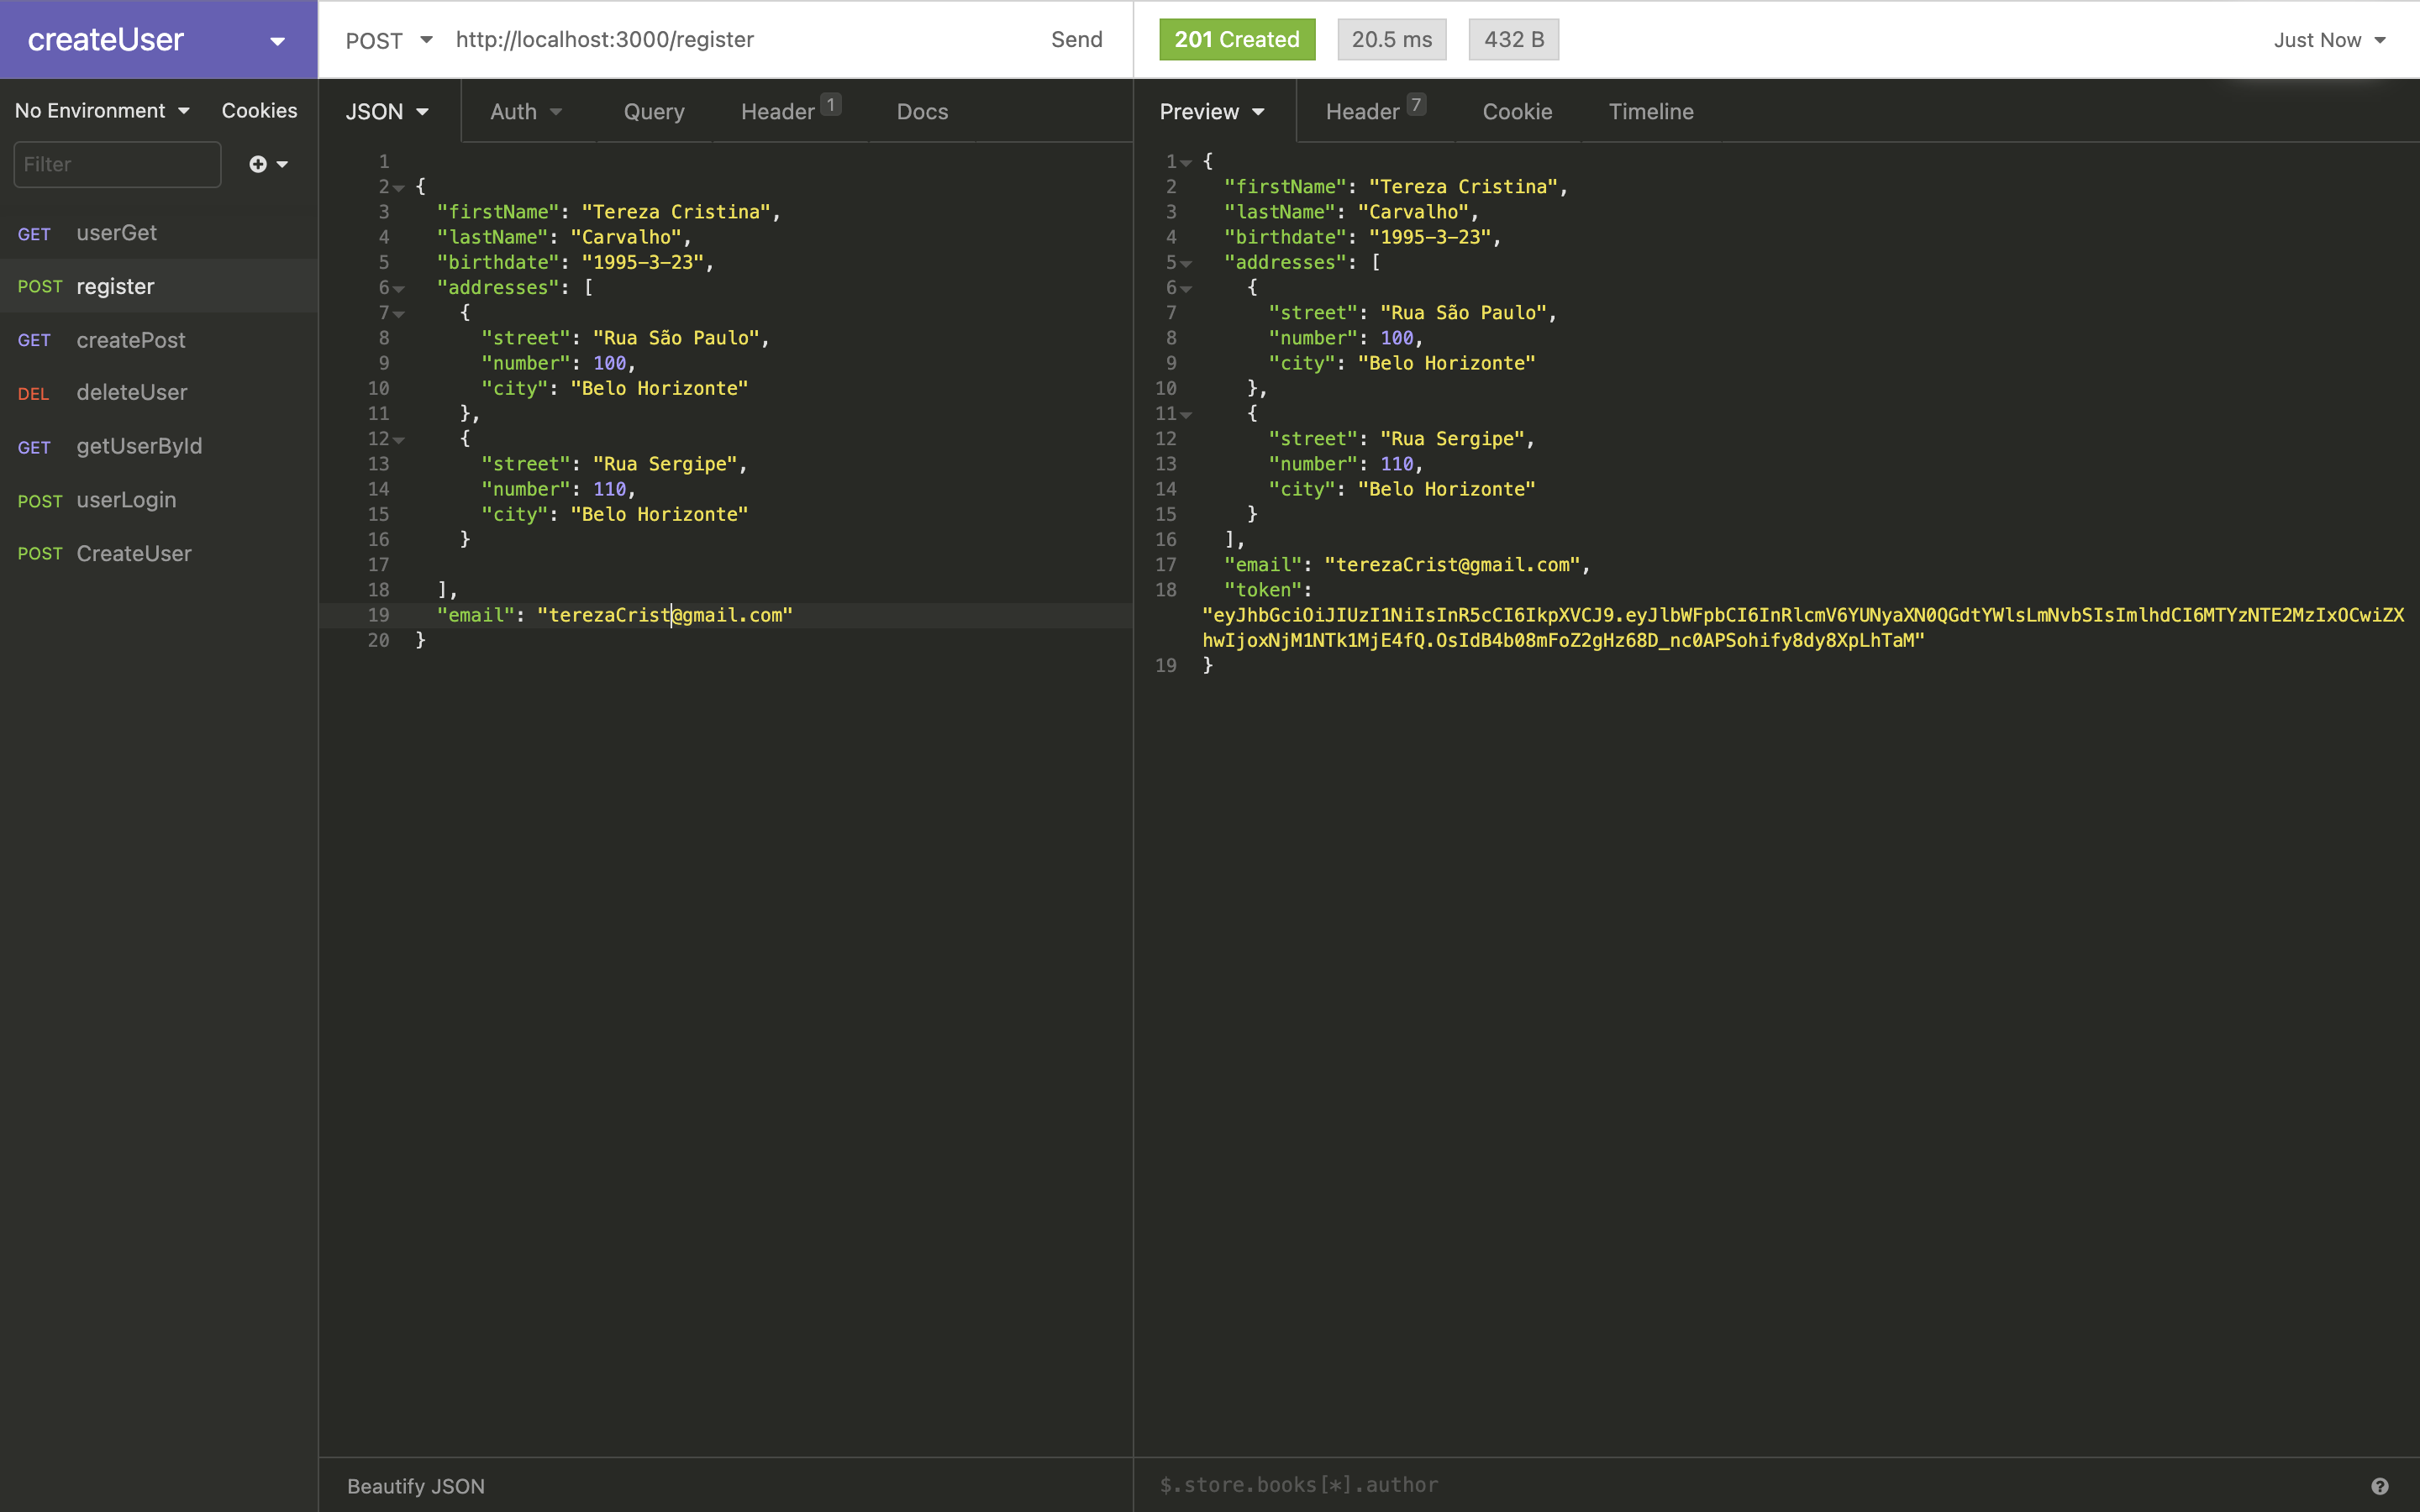 createUser
POST http://localhost:3000/register Send
201 Created 20.5 ms 432 B Just Now
No Environment Cookies
Filter
GET userGet
POST register
GET createPost
DEL deleteUser
GET getUserById
POST userLogin
POST CreateUser
JSON Auth Query Header 1 Docs
1
2 {
3 "firstName": "Tereza Cristina",
4 "lastName": "Carvalho",
5 "birthdate": "1995-3-23",
6 "addresses": [
7 {
8 "street": "Rua São Paulo",
9 "number": 100,
10 "city": "Belo Horizonte"
11 },
12 {
13 "street": "Rua Sergipe",
14 "number": 110,
15 "city": "Belo Horizonte"
16 }
17
18 ],
19 "email": "terezaCrist@gmail.com"
20 }
Beautify JSON
Preview Header 7 Cookie Timeline
1 {
2 "firstName": "Tereza Cristina",
3 "lastName": "Carvalho",
4 "birthdate": "1995-3-23",
5 "addresses": [
6 {
7 "street": "Rua São Paulo",
8 "number": 100,
9 "city": "Belo Horizonte"
10 },
11 {
12 "street": "Rua Sergipe",
13 "number": 110,
14 "city": "Belo Horizonte"
15 }
16 ],
17 "email": "terezaCrist@gmail.com",
18 "token":
"eyJhbGciOiJIUzI1NiIsInR5cCI6IkpXVCJ9.eyJlbWFpbCI6InRlcmV6YUNyaXN0QGdtYWlsLmNvbSIsImlhdCI6MTYzNTE2MzIxOCwiZX
hwIjoxNjM1NTk1MjE4fQ.OsIdB4b08mFoZ2gHz68D_nc0APSohify8dy8XpLhTaM"
19 }
$.store.books[*].author